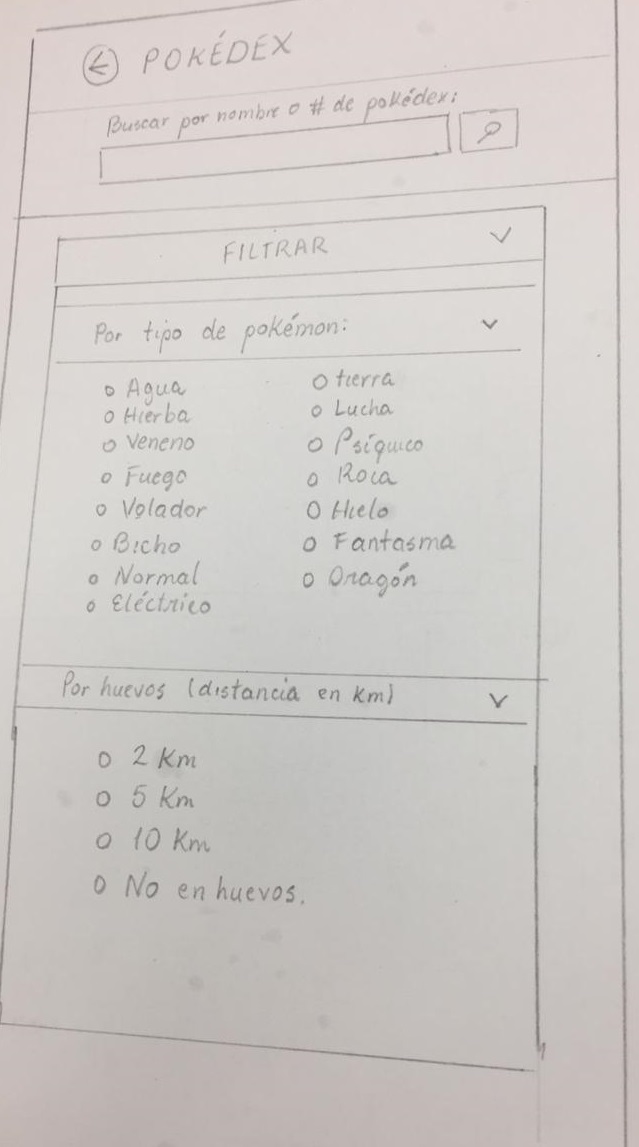 POKÉDEX
Buscar por nombre o # de pokédex:
FILTRAR
Por tipo de pokémon:
Agua
Hierba
Veneno
Fuego
Volador
Bicho
Normal
Eléctrico
tierra
Lucha
Psíquico
Roca
Hielo
Fantasma
Dragón
Por huevos (distancia en Km)
2 Km
5 Km
10 Km
No en huevos.